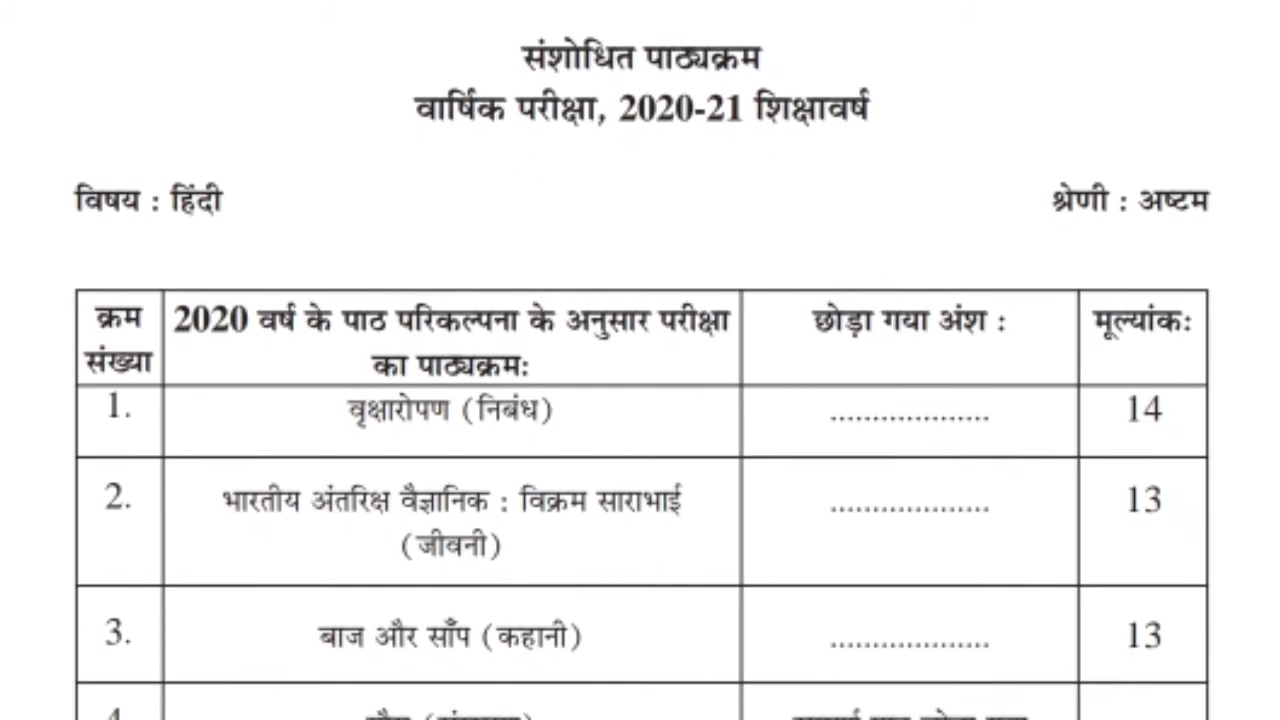 संशोधित पाठ्यक्रम
वार्षिक परीक्षा, 2020-21 शिक्षावर्ष
विषय : हिंदी
श्रेणी : अष्टम
क्रम संख्या
2020 वर्ष के पाठ परिकल्पना के अनुसार परीक्षा
का पाठ्यक्रम:
छोड़ा गया अंश :
मूल्यांक:
1.
वृक्षारोपण (निबंध)
...................
14
2.
भारतीय अंतरिक्ष वैज्ञानिक : विक्रम साराभाई
(जीवनी)
...................
13
3.
बाज और साँप (कहानी)
...................
13
4.